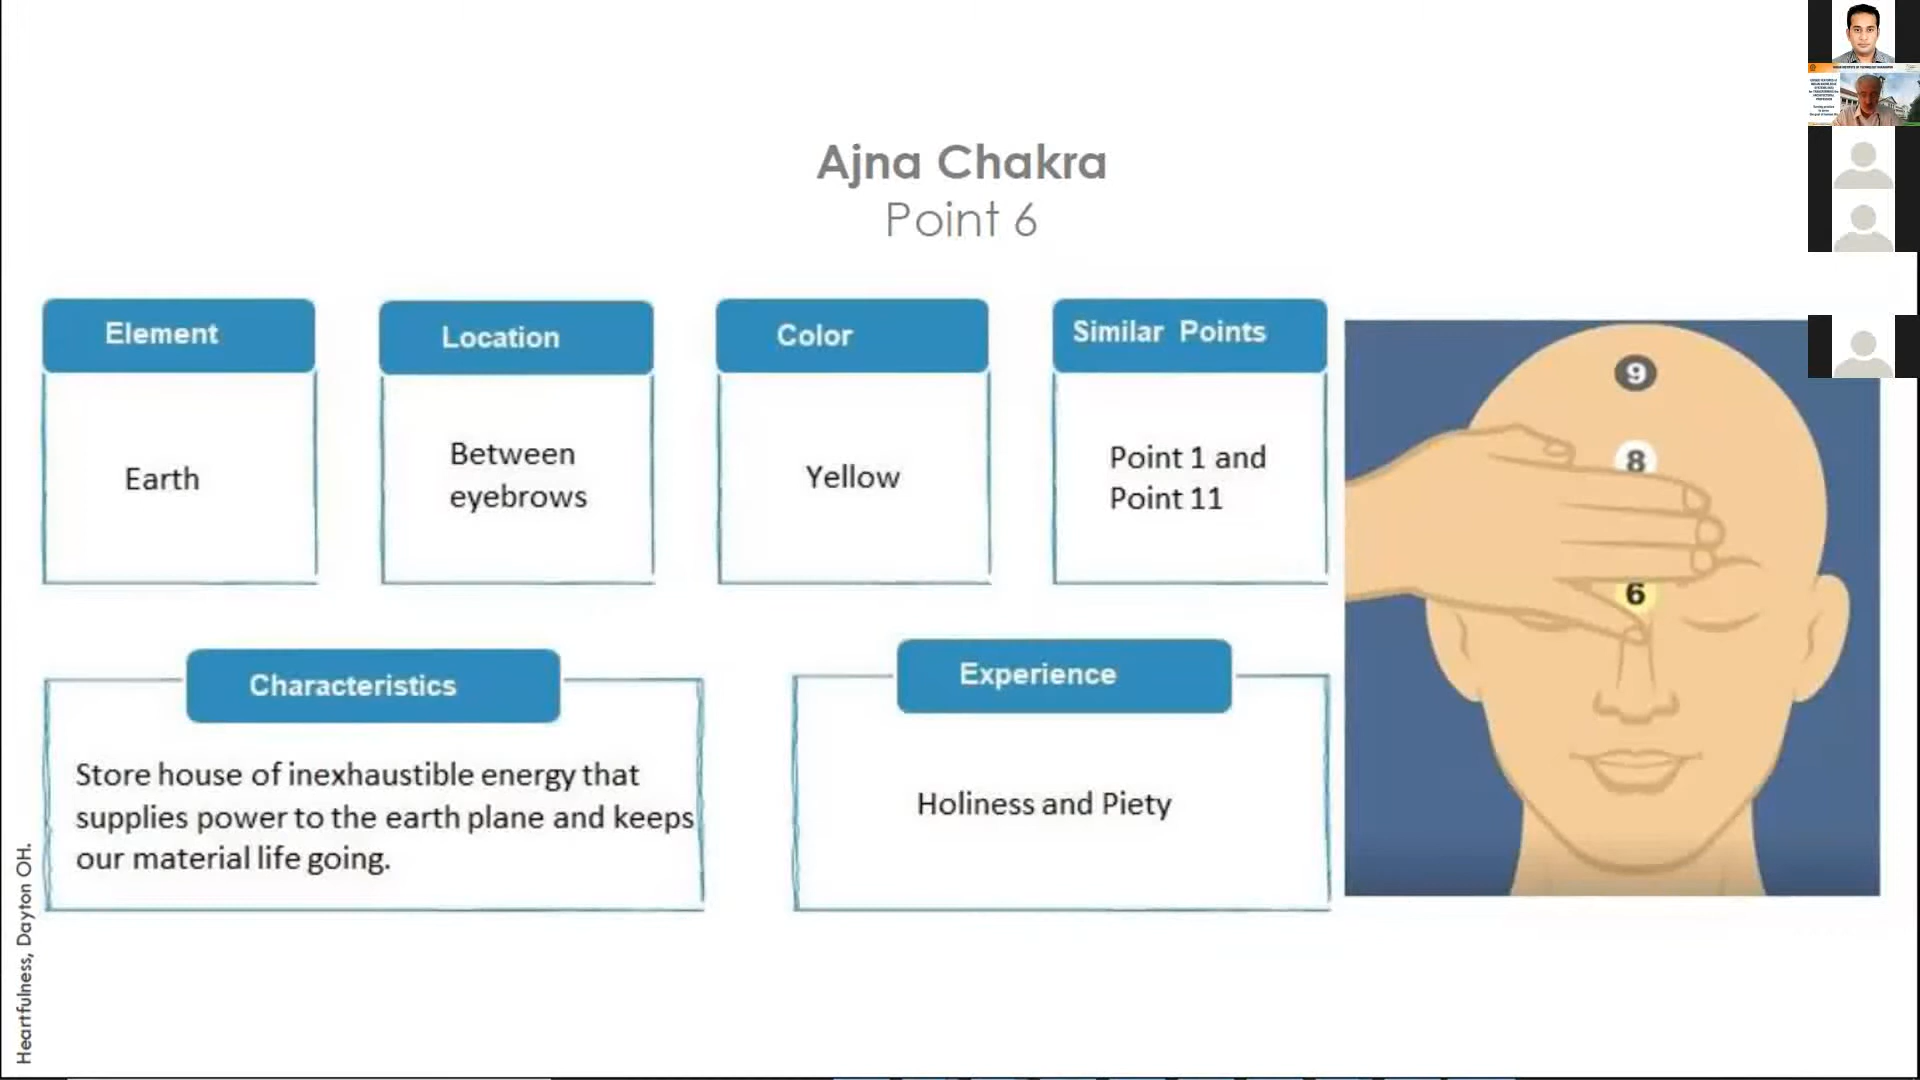 Ajna Chakra
Point 6
Element
Location
Color
Similar Points
Earth
Between
eyebrows
Yellow
Point 1 and
Point 11
9
8
6
Characteristics
Experience
Store house of inexhaustible energy that
supplies power to the earth plane and keeps
our material life going.
Holiness and Piety
Heartfulness, Dayton OH.